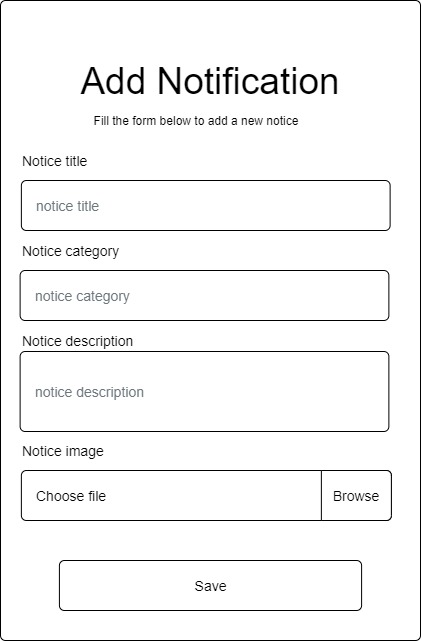 Add Notification
Fill the form below to add a new notice
Notice title
notice title
Notice category
notice category
Notice description
notice description
Notice image
Choose file Browse
Save